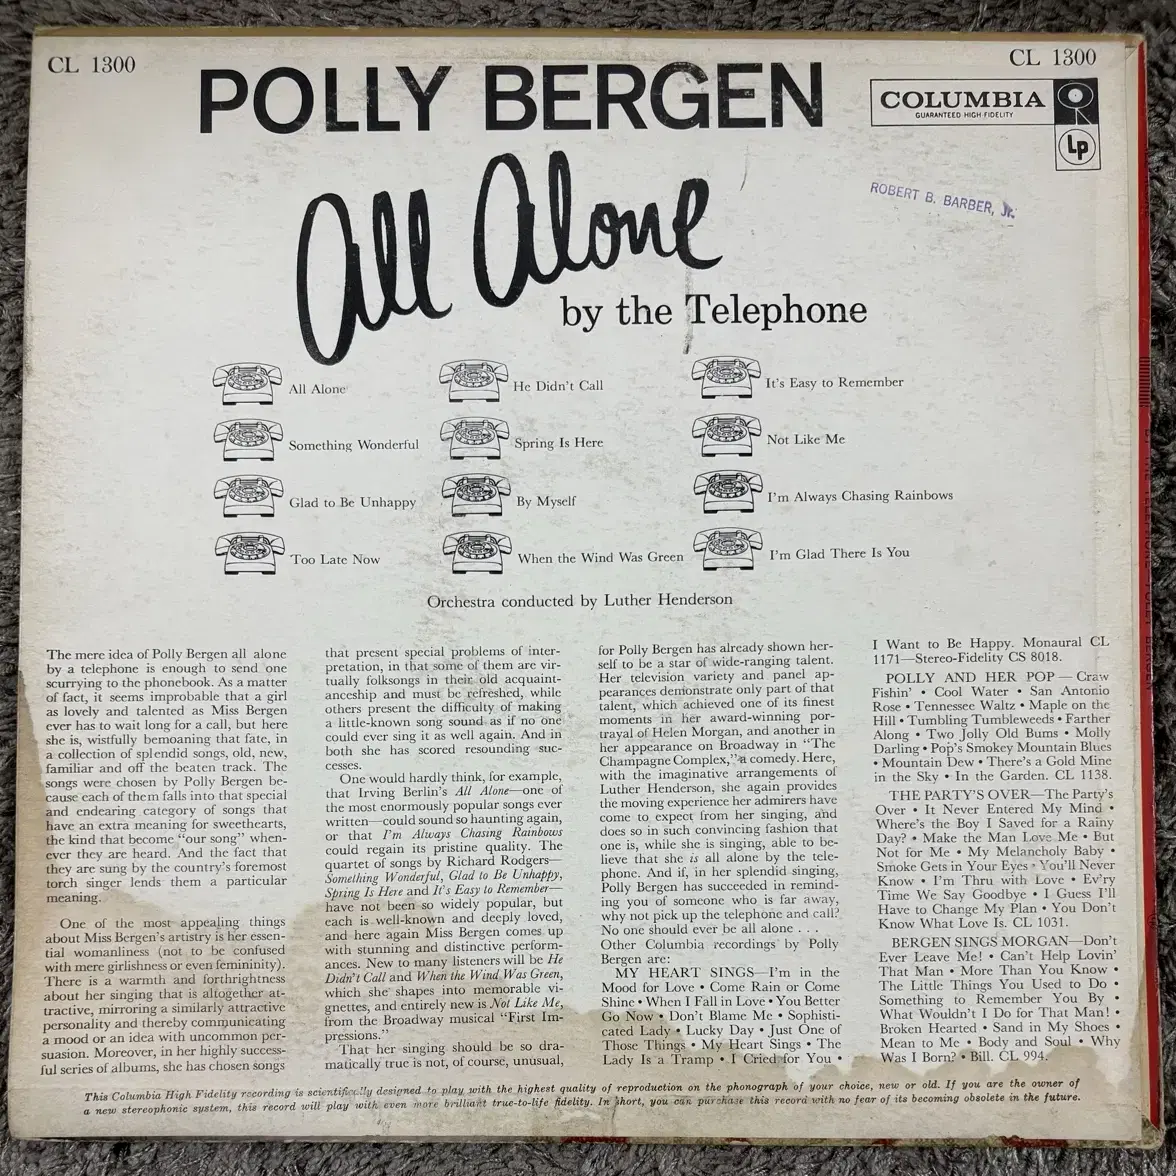 CL 1300
CL 1300
POLLY BERGEN
COLUMBIA
GUARANTEED HIGH-FIDELITY
Lp
ROBERT B. BARBER, Jr.
All Alone
by the Telephone
All Alone
He Didn't Call
It's Easy to Remember
Something Wonderful
Spring Is Here
Not Like Me
Glad to Be Unhappy
By Myself
I'm Always Chasing Rainbows
Too Late Now
When the Wind Was Green
I'm Glad There Is You
Orchestra conducted by Luther Henderson
The mere idea of Polly Bergen all alone
by a telephone is enough to send one
scurrying to the phonebook. As a matter
of fact, it seems improbable that a girl
as lovely and talented as Miss Bergen
ever has to wait long for a call, but here
she is, wistfully bemoaning that fate, in
a collection of splendid songs, old, new,
familiar and off the beaten track. The
songs were chosen by Polly Bergen be-
cause each of them falls into that special
and endearing category of songs that
have an extra meaning for sweethearts,
the kind that become "our song" when-
ever they are heard. And the fact that
they are sung by the country's foremost
torch singer lends them a particular
meaning.
One of the most appealing things
about Miss Bergen's artistry is her essen-
tial womanliness (not to be confused
with mere girlishness or even femininity).
There is a warmth and forthrightness
about her singing that is altogether at-
tractive, mirroring a similarly attractive
personality and thereby communicating
a mood or an idea with uncommon per-
suasion. Moreover, in her highly success-
ful series of albums, she has chosen songs
that present special problems of inter-
pretation, in that some of them are vir-
tually folksongs in their old acquaint-
anceship and must be refreshed, while
others present the difficulty of making
a little-known song sound as if no one
could ever sing it as well again. And in
both she has scored resounding suc-
cesses.
One would hardly think, for example,
that Irving Berlin's All Alone—one of
the most enormously popular songs ever
written—could sound so haunting again,
or that I'm Always Chasing Rainbows
could regain its pristine quality. The
quartet of songs by Richard Rodgers—
Something Wonderful, Glad to Be Unhappy,
Spring Is Here and It's Easy to Remember—
have not been so widely popular, but
each is well-known and deeply loved,
and here again Miss Bergen comes up
with stunning and distinctive perform-
ances. New to many listeners will be He
Didn't Call and When the Wind Was Green,
which she shapes into memorable vi-
gnettes, and entirely new is Not Like Me,
from the Broadway musical "First Im-
pressions."
That her singing should be so dra-
matically true is not, of course, unusual,
for Polly Bergen has already shown her-
self to be a star of wide-ranging talent.
Her television variety and panel ap-
pearances demonstrate only part of that
talent, which achieved one of its finest
moments in her award-winning por-
trayal of Helen Morgan, and another in
her appearance on Broadway in "The
Champagne Complex," a comedy. Here,
with the imaginative arrangements of
Luther Henderson, she again provides
the moving experience her admirers have
come to expect from her singing, and
does so in such convincing fashion that
one is, while she is singing, able to be-
lieve that she is all alone by the tele-
phone. And if, in her splendid singing,
Polly Bergen has succeeded in remind-
ing you of someone who is far away,
why not pick up the telephone and call?
No one should ever be all alone . . .
Other Columbia recordings by Polly
Bergen are:
MY HEART SINGS—I'm in the
Mood for Love • Come Rain or Come
Shine • When I Fall in Love • You Better
Go Now • Don't Blame Me • Sophisti-
cated Lady • Lucky Day • Just One of
Those Things • My Heart Sings • The
Lady Is a Tramp • I Cried for You •
I Want to Be Happy. Monaural CL
1171—Stereo-Fidelity CS 8018.
POLLY AND HER POP — Craw
Fishin' • Cool Water • San Antonio
Rose • Tennessee Waltz • Maple on the
Hill • Tumbling Tumbleweeds • Farther
Along • Two Jolly Old Bums • Molly
Darling • Pop's Smokey Mountain Blues
• Mountain Dew • There's a Gold Mine
in the Sky • In the Garden. CL 1138.
THE PARTY'S OVER—The Party's
Over • It Never Entered My Mind •
Where's the Boy I Saved for a Rainy
Day? • Make the Man Love Me • But
Not for Me • My Melancholy Baby •
Smoke Gets in Your Eyes • You'll Never
Know • I'm Thru with Love • Ev'ry
Time We Say Goodbye • I Guess I'll
Have to Change My Plan • You Don't
Know What Love Is. CL 1031.
BERGEN SINGS MORGAN—Don't
Ever Leave Me! • Can't Help Lovin'
That Man • More Than You Know •
The Little Things You Used to Do •
Something to Remember You By •
What Wouldn't I Do for That Man! •
Broken Hearted • Sand in My Shoes •
Mean to Me • Body and Soul • Why
Was I Born? • Bill. CL 994.
This Columbia High Fidelity recording is scientifically designed to play with the highest quality of reproduction on the phonograph of your choice, new or old. If you are the owner of
a new stereophonic system, this record will play with even more brilliant true-to-life fidelity. In short, you can purchase this record with no fear of its becoming obsolete in the future.